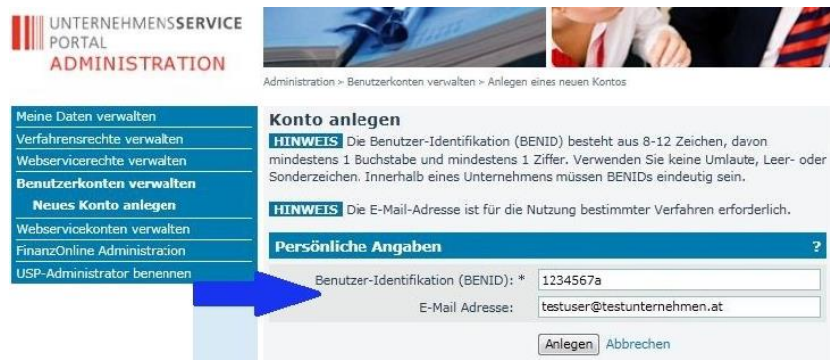 UNTERNEHMENSSERVICE
PORTAL
ADMINISTRATION
Administration > Benutzerkonten verwalten > Anlegen eines neuen Kontos
Meine Daten verwalten
Verfahrensrechte verwalten
Webservicerechte verwalten
Benutzerkonten verwalten
Neues Konto anlegen
Webservicekonten verwalten
FinanzOnline Administration
USP-Administrator benennen
Konto anlegen
HINWEIS Die Benutzer-Identifikation (BENID) besteht aus 8-12 Zeichen, davon
mindestens 1 Buchstabe und mindestens 1 Ziffer. Verwenden Sie keine Umlaute, Leer- oder
Sonderzeichen. Innerhalb eines Unternehmens müssen BENIDs eindeutig sein.
HINWEIS Die E-Mail-Adresse ist für die Nutzung bestimmter Verfahren erforderlich.
Persönliche Angaben ?
Benutzer-Identifikation (BENID): * 1234567a
E-Mail Adresse: testuser@testunternehmen.at
Anlegen Abbrechen